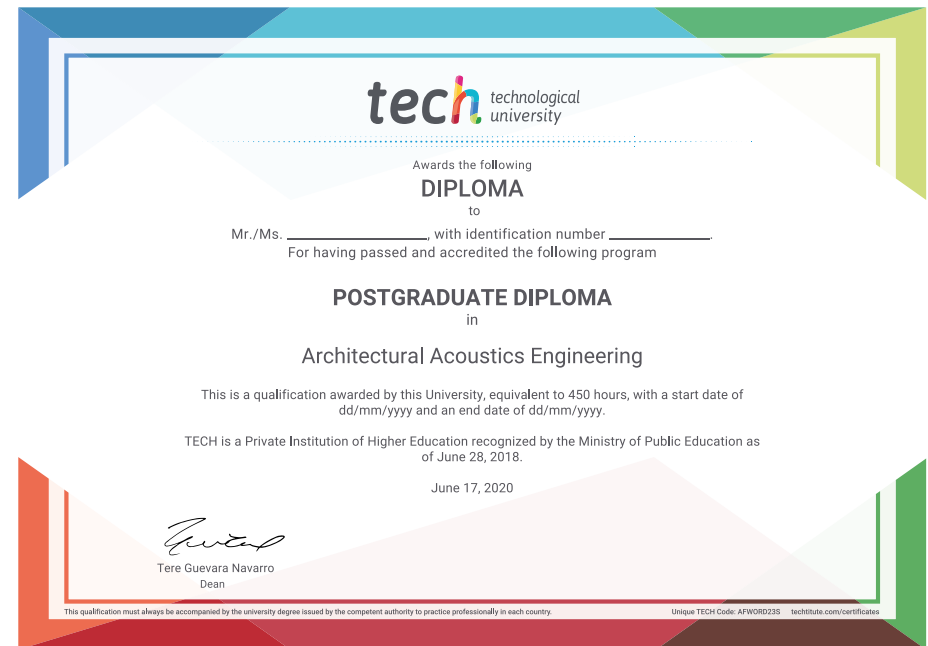 tech technological
university
Awards the following
DIPLOMA
to
Mr./Ms. ____________________, with identification number ______________.
For having passed and accredited the following program
POSTGRADUATE DIPLOMA
in
Architectural Acoustics Engineering
This is a qualification awarded by this University, equivalent to 450 hours, with a start date of
dd/mm/yyyy and an end date of dd/mm/yyyy.
TECH is a Private Institution of Higher Education recognized by the Ministry of Public Education as
of June 28, 2018.
June 17, 2020
Tere Guevara Navarro
Dean
This qualification must always be accompanied by the university degree issued by the competent authority to practice professionally in each country.
Unique TECH Code: AFWORD23S techtitute.com/certificates